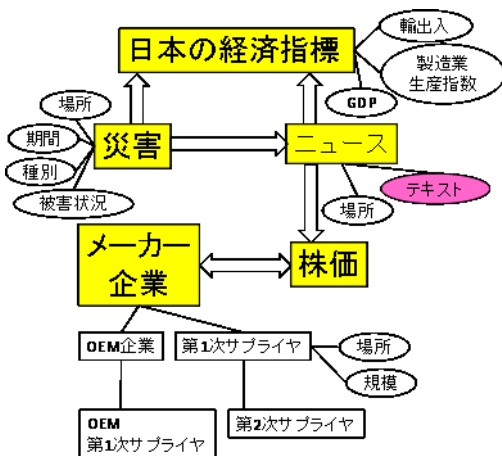 日本の経済指標
輸出入
製造業
生産指数
GDP
場所
期間
種別
被害状況
災害
ニュース
テキスト
場所
メーカー
企業
株価
OEM企業
第1次サプライヤ
場所
規模
OEM
第1次サプライヤ
第2次サプライヤ